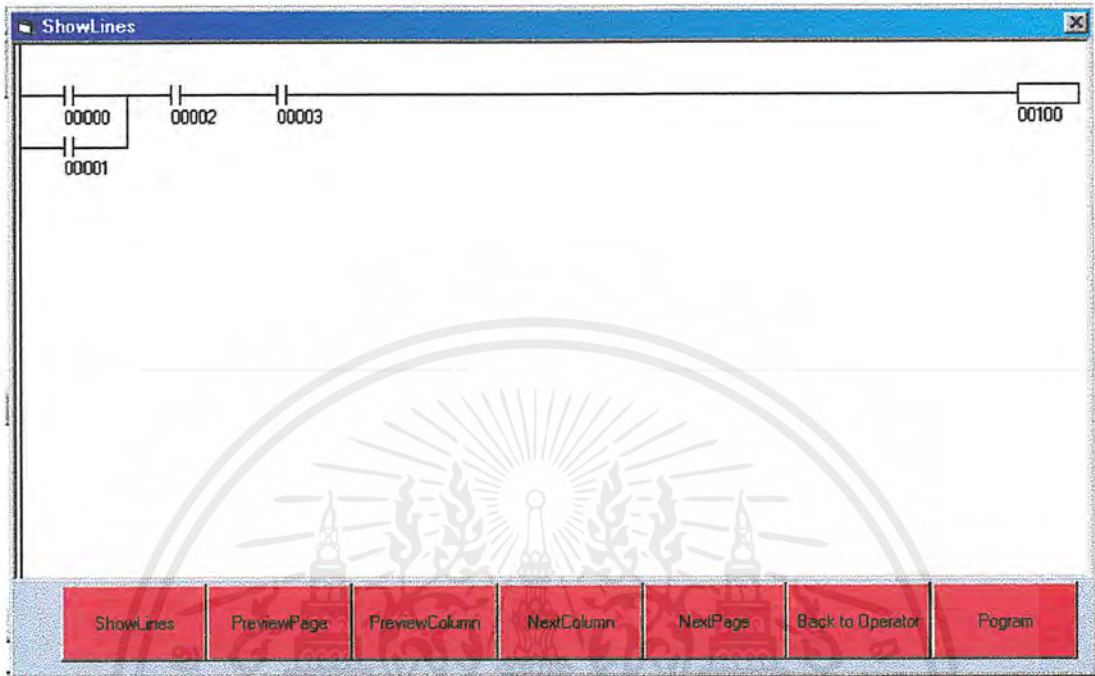 ShowLines
00000 00002 00003 00100
00001
ShowLines PreviewPage PreviewColumn NextColumn NextPage Back to Operator Pogram